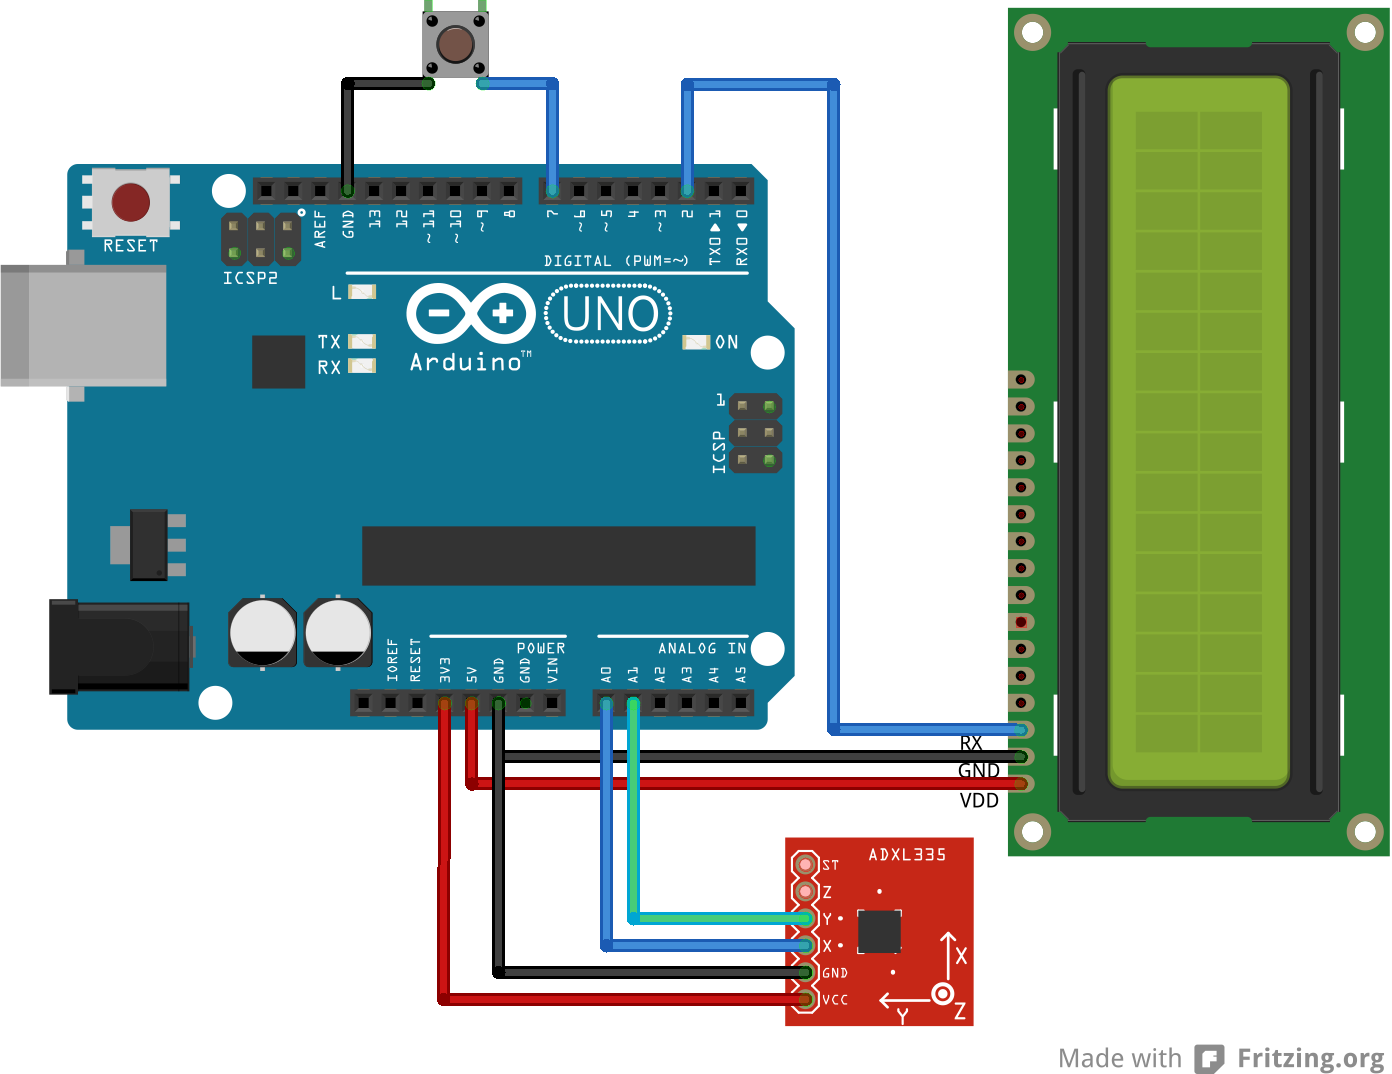 RESET
ICSP2
AREF
GND
13
12
~11
~10
~9
8
7
~6
~5
4
~3
2
TX0▶1
RX0◀0
DIGITAL (PWM=~)
L
TX
RX
Arduino™
UNO
ON
1
ICSP
IOREF
RESET
3V3
5V
GND
GND
VIN
POWER
ANALOG IN
A0
A1
A2
A3
A4
A5
RX
GND
VDD
ADXL335
ST
Z
Y
X
GND
VCC
X
Y
Z
Made with Fritzing.org